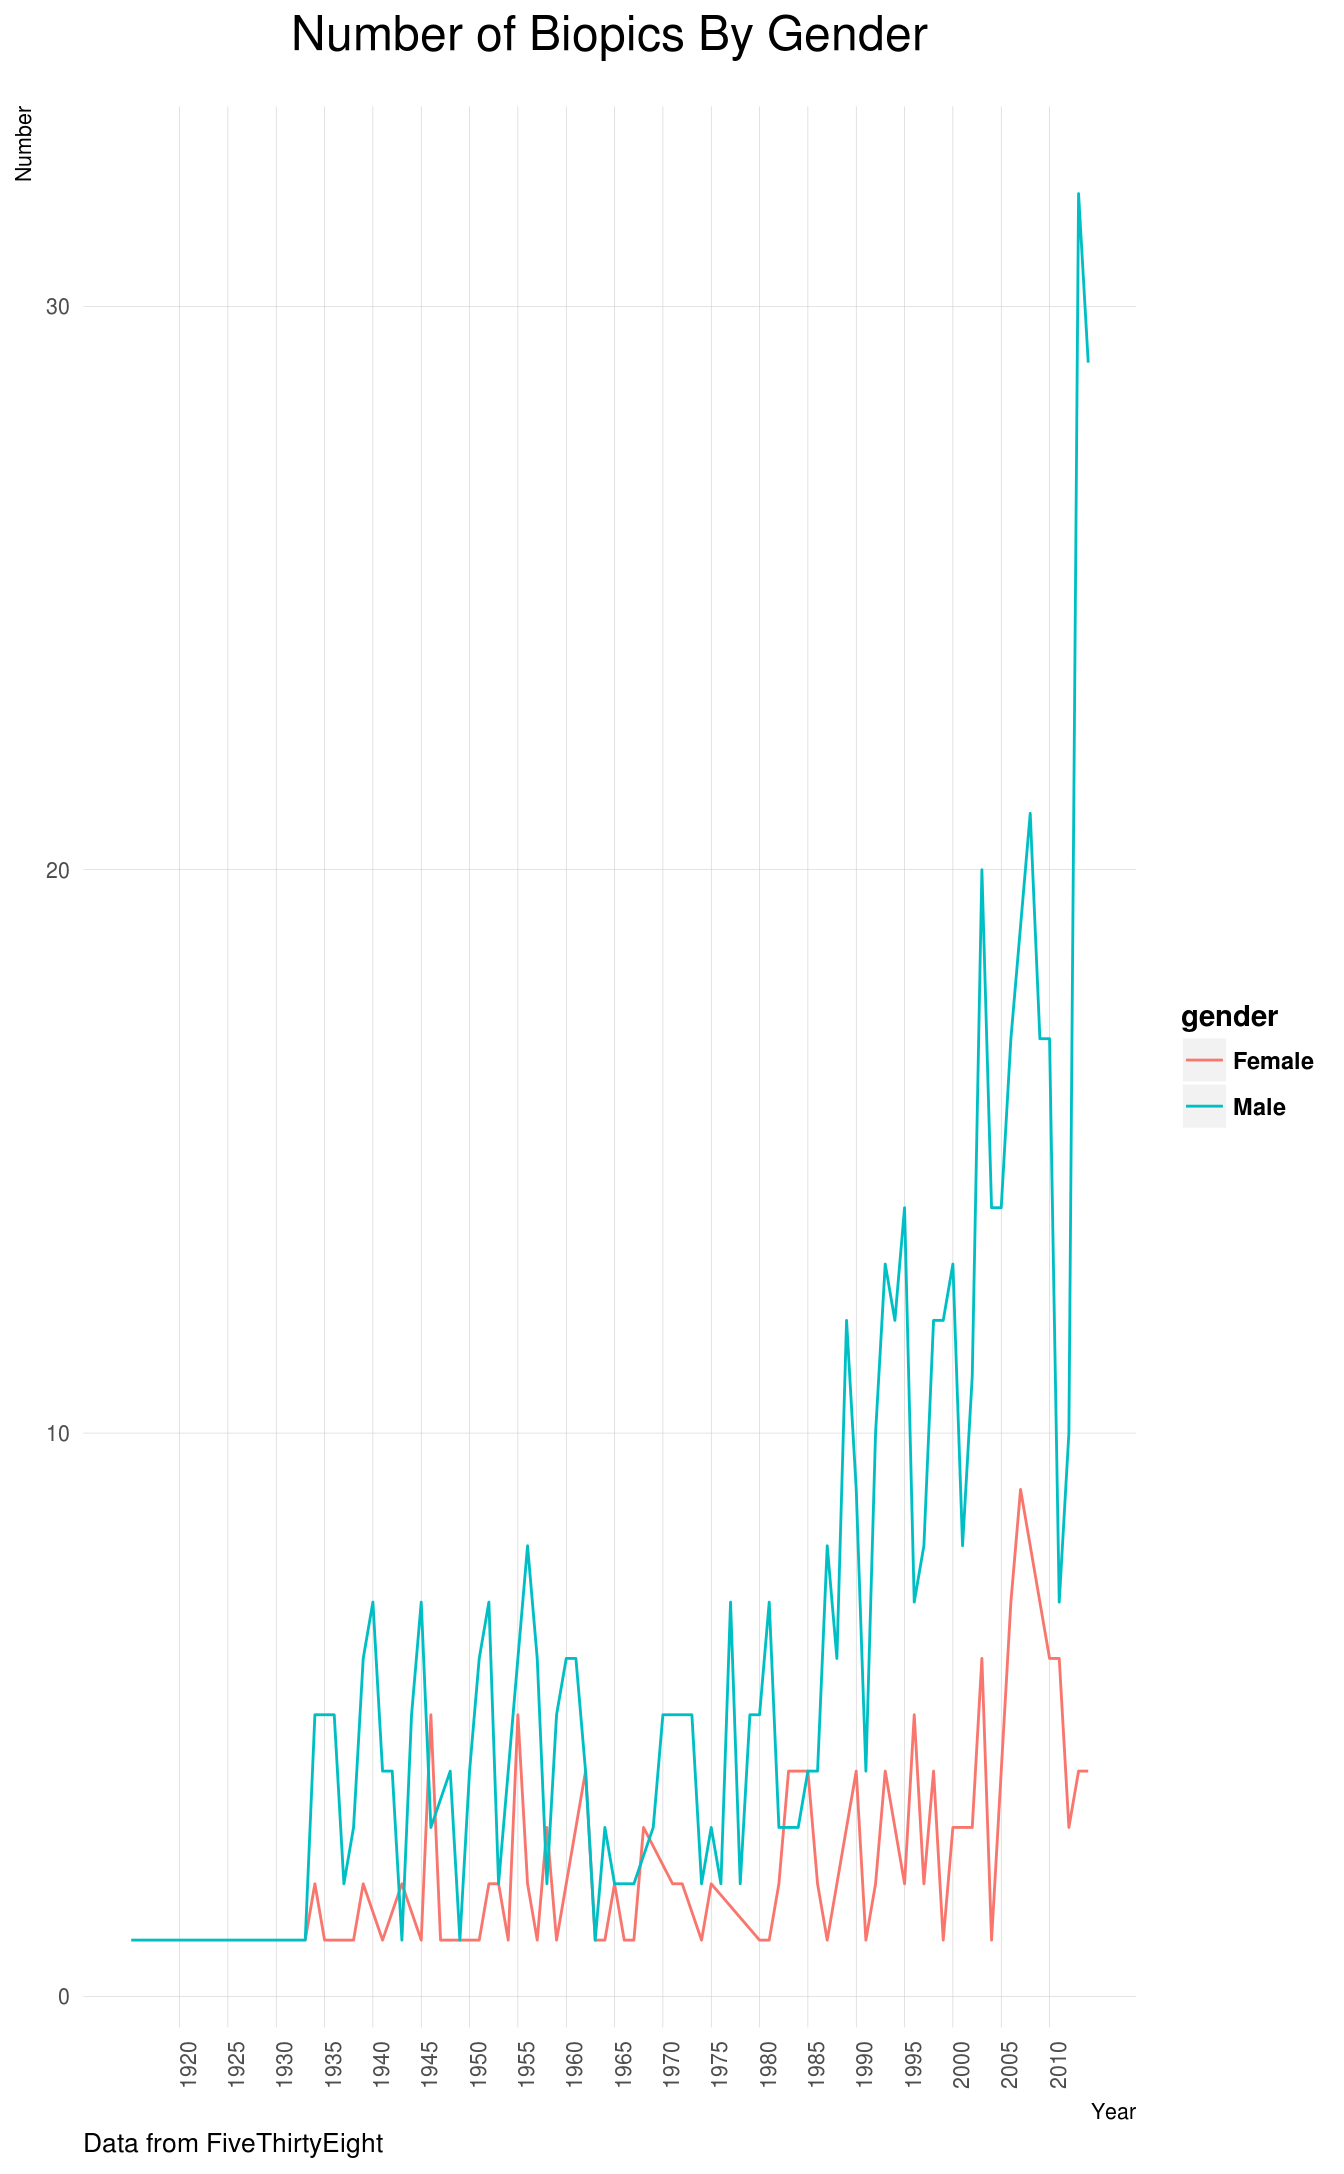 Number of Biopics By Gender
Number
30
20
10
0
gender
Female
Male
1920 1925 1930 1935 1940 1945 1950 1955 1960 1965 1970 1975 1980 1985 1990 1995 2000 2005 2010
Year
Data from FiveThirtyEight